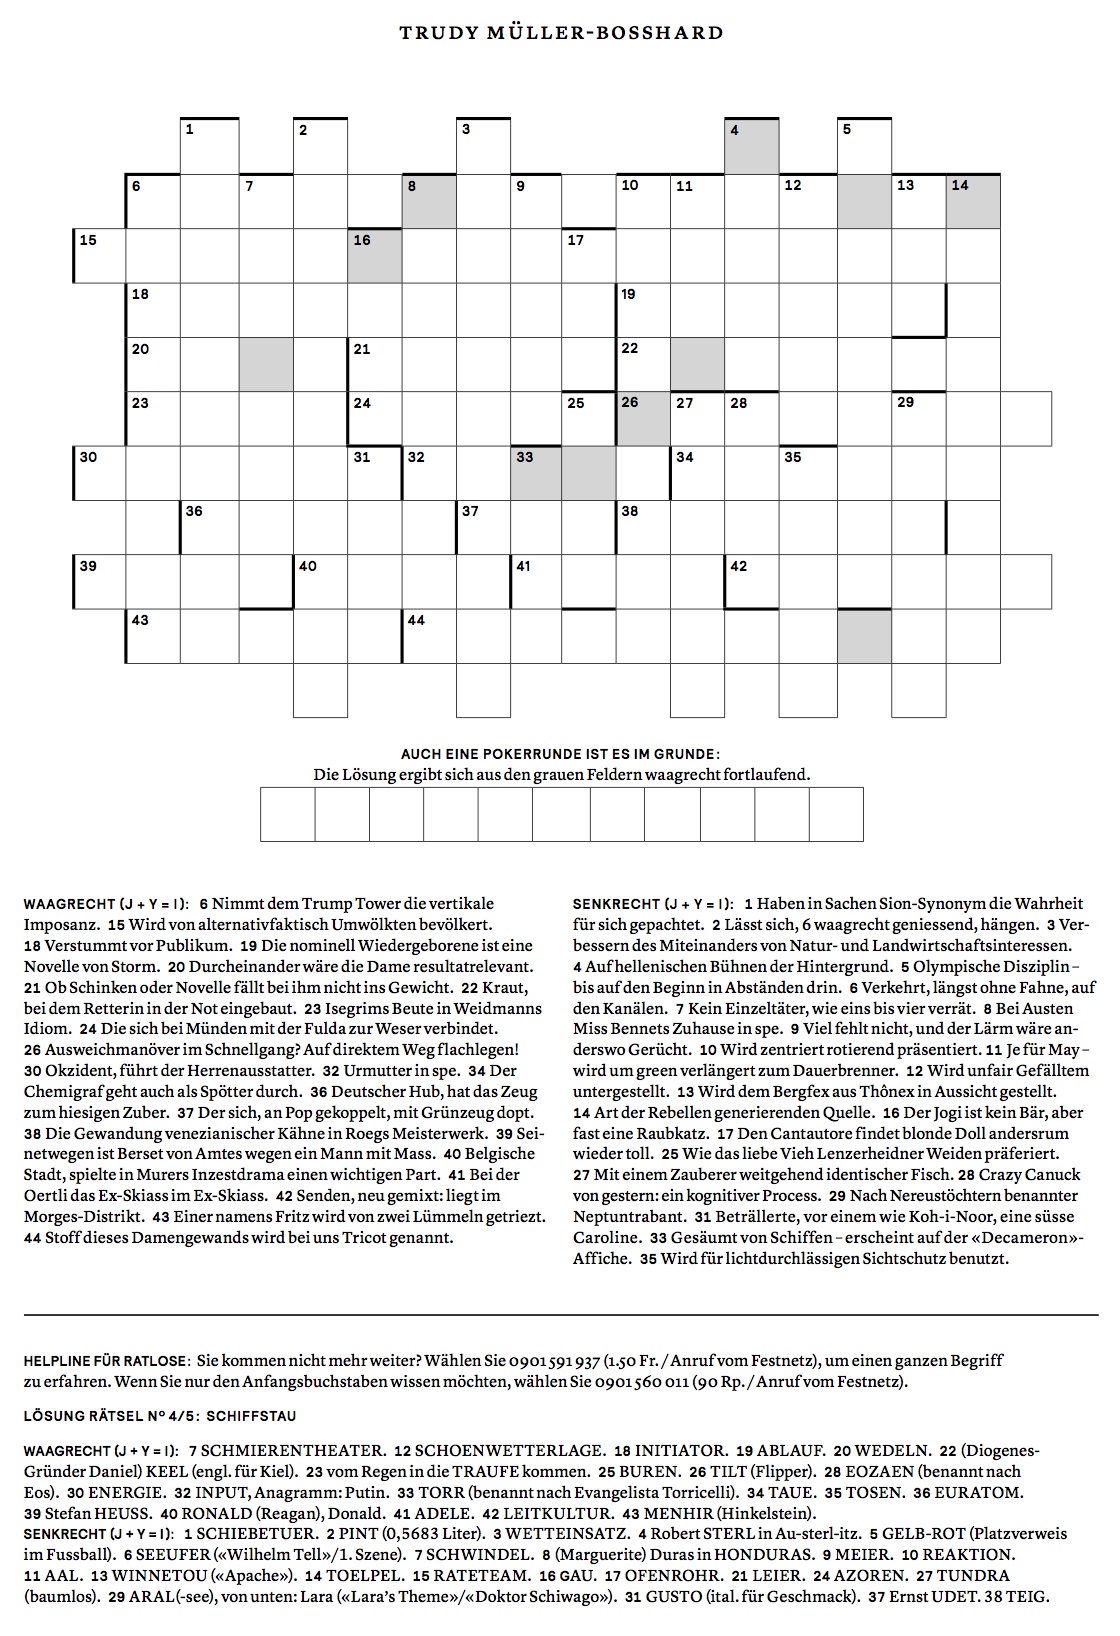 TRUDY MÜLLER-BOSSHARD
1 2 3 4 5
6 7 8 9 10 11 12 13 14
15 16 17
18 19
20 21 22
23 24 25 26 27 28 29
30 31 32 33 34 35
36 37 38
39 40 41 42
43 44
AUCH EINE POKERRUNDE IST ES IM GRUNDE:
Die Lösung ergibt sich aus den grauen Feldern waagrecht fortlaufend.
WAAGRECHT (J + Y = I): 6 Nimmt dem Trump Tower die vertikale
Imposanz. 15 Wird von alternativfaktisch Umwölkten bevölkert.
18 Verstummt vor Publikum. 19 Die nominell Wiedergeborene ist eine
Novelle von Storm. 20 Durcheinander wäre die Dame resultatrelevant.
21 Ob Schinken oder Novelle fällt bei ihm nicht ins Gewicht. 22 Kraut,
bei dem Retterin in der Not eingebaut. 23 Isegrims Beute in Weidmanns
Idiom. 24 Die sich bei Münden mit der Fulda zur Weser verbindet.
26 Ausweichmanöver im Schnellgang? Auf direktem Weg flachlegen!
30 Okzident, führt der Herrenausstatter. 32 Urmutter in spe. 34 Der
Chemigraf geht auch als Spötter durch. 36 Deutscher Hub, hat das Zeug
zum hiesigen Zuber. 37 Der sich, an Pop gekoppelt, mit Grünzeug dopt.
38 Die Gewandung venezianischer Kähne in Roegs Meisterwerk. 39 Sei-
netwegen ist Berset von Amtes wegen ein Mann mit Mass. 40 Belgische
Stadt, spielte in Murers Inzestdrama einen wichtigen Part. 41 Bei der
Oertli das Ex-Skiass im Ex-Skiass. 42 Senden, neu gemixt: liegt im
Morges-Distrikt. 43 Einer namens Fritz wird von zwei Lümmeln getriezt.
44 Stoff dieses Damengewands wird bei uns Tricot genannt.
SENKRECHT (J + Y = I): 1 Haben in Sachen Sion-Synonym die Wahrheit
für sich gepachtet. 2 Lässt sich, 6 waagrecht geniessend, hängen. 3 Ver-
bessern des Miteinanders von Natur- und Landwirtschaftsinteressen.
4 Auf hellenischen Bühnen der Hintergrund. 5 Olympische Disziplin –
bis auf den Beginn in Abständen drin. 6 Verkehrt, längst ohne Fahne, auf
den Kanälen. 7 Kein Einzeltäter, wie eins bis vier verrät. 8 Bei Austen
Miss Bennets Zuhause in spe. 9 Viel fehlt nicht, und der Lärm wäre an-
derswo Gerücht. 10 Wird zentriert rotierend präsentiert. 11 Je für May –
wird um green verlängert zum Dauerbrenner. 12 Wird unfair Gefälltem
untergestellt. 13 Wird dem Bergfex aus Thônex in Aussicht gestellt.
14 Art der Rebellen generierenden Quelle. 16 Der Jogi ist kein Bär, aber
fast eine Raubkatz. 17 Den Cantautore findet blonde Doll andersrum
wieder toll. 25 Wie das liebe Vieh Lenzerheidner Weiden präferiert.
27 Mit einem Zauberer weitgehend identischer Fisch. 28 Crazy Canuck
von gestern: ein kognitiver Process. 29 Nach Nereustöchtern benannter
Neptuntrabant. 31 Beträllerte, vor einem wie Koh-i-Noor, eine süsse
Caroline. 33 Gesäumt von Schiffen – erscheint auf der «Decameron»-
Affiche. 35 Wird für lichtdurchlässigen Sichtschutz benutzt.
HELPLINE FÜR RATLOSE: Sie kommen nicht mehr weiter? Wählen Sie 0901 591 937 (1.50 Fr. / Anruf vom Festnetz), um einen ganzen Begriff
zu erfahren. Wenn Sie nur den Anfangsbuchstaben wissen möchten, wählen Sie 0901 560 011 (90 Rp. / Anruf vom Festnetz).
LÖSUNG RÄTSEL Nº 4/5: SCHIFFSTAU
WAAGRECHT (J + Y = I): 7 SCHMIERENTHEATER. 12 SCHOENWETTERLAGE. 18 INITIATOR. 19 ABLAUF. 20 WEDELN. 22 (Diogenes-
Gründer Daniel) KEEL (engl. für Kiel). 23 vom Regen in die TRAUFE kommen. 25 BUREN. 26 TILT (Flipper). 28 EOZAEN (benannt nach
Eos). 30 ENERGIE. 32 INPUT, Anagramm: Putin. 33 TORR (benannt nach Evangelista Torricelli). 34 TAUE. 35 TOSEN. 36 EURATOM.
39 Stefan HEUSS. 40 RONALD (Reagan), Donald. 41 ADELE. 42 LEITKULTUR. 43 MENHIR (Hinkelstein).
SENKRECHT (J + Y = I): 1 SCHIEBETUER. 2 PINT (0,5683 Liter). 3 WETTEINSATZ. 4 Robert STERL in Au-sterl-itz. 5 GELB-ROT (Platzverweis
im Fussball). 6 SEEUFER («Wilhelm Tell»/1. Szene). 7 SCHWINDEL. 8 (Marguerite) Duras in HONDURAS. 9 MEIER. 10 REAKTION.
11 AAL. 13 WINNETOU («Apache»). 14 TOELPEL. 15 RATETEAM. 16 GAU. 17 OFENROHR. 21 LEIER. 24 AZOREN. 27 TUNDRA
(baumlos). 29 ARAL(-see), von unten: Lara («Lara's Theme»/«Doktor Schiwago»). 31 GUSTO (ital. für Geschmack). 37 Ernst UDET. 38 TEIG.